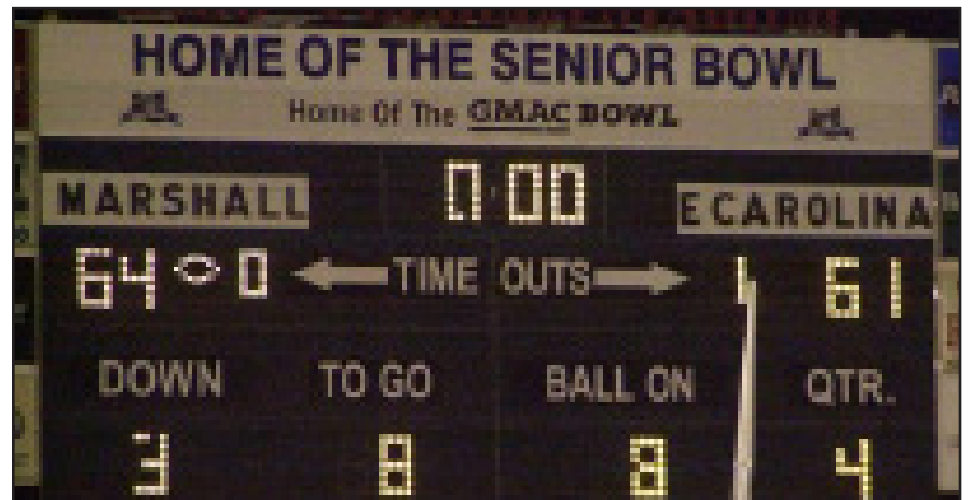 HOME OF THE SENIOR BOWL
Home Of The GMAC BOWL
MARSHALL 0:00 E CAROLINA
64 0 TIME OUTS 61
DOWN TO GO BALL ON QTR.
3 8 8 4